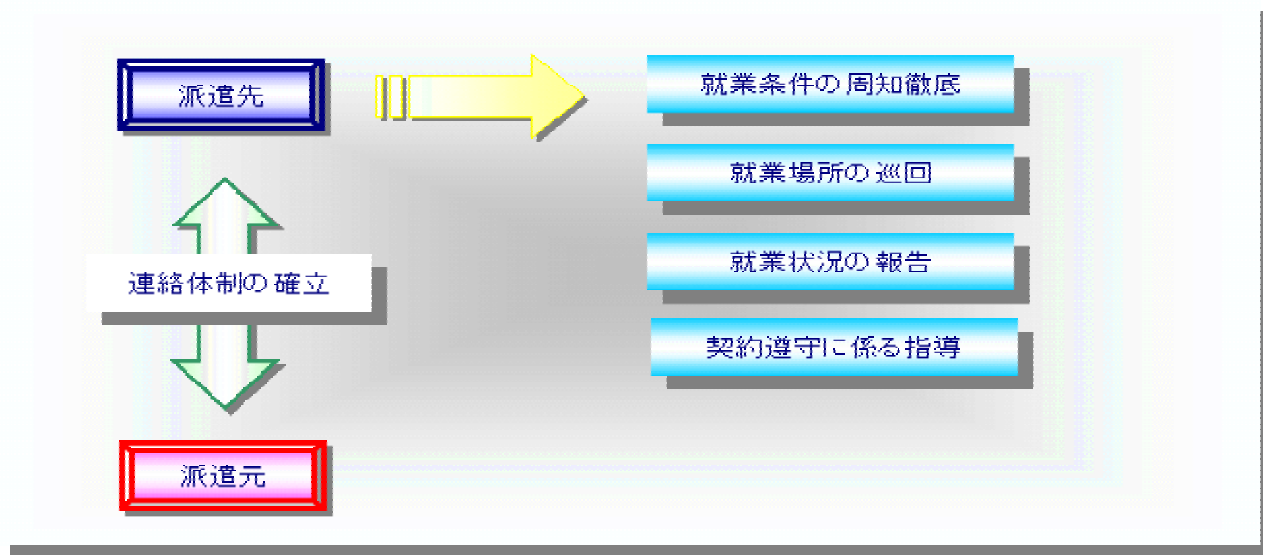 派遣先
就業条件の周知徹底
就業場所の巡回
就業状況の報告
契約遵守に係る指導
連絡体制の確立
派遣元